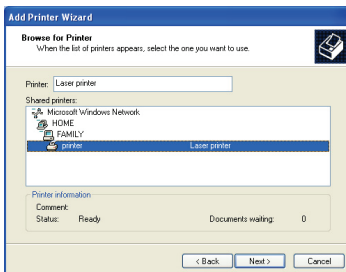 Add Printer Wizard
Browse for Printer
When the list of printers appears, select the one you want to use.
Printer: Laser printer
Shared printers:
Microsoft Windows Network
HOME
FAMILY
printer Laser printer
Printer information
Comment:
Status: Ready Documents waiting: 0
< Back Next > Cancel